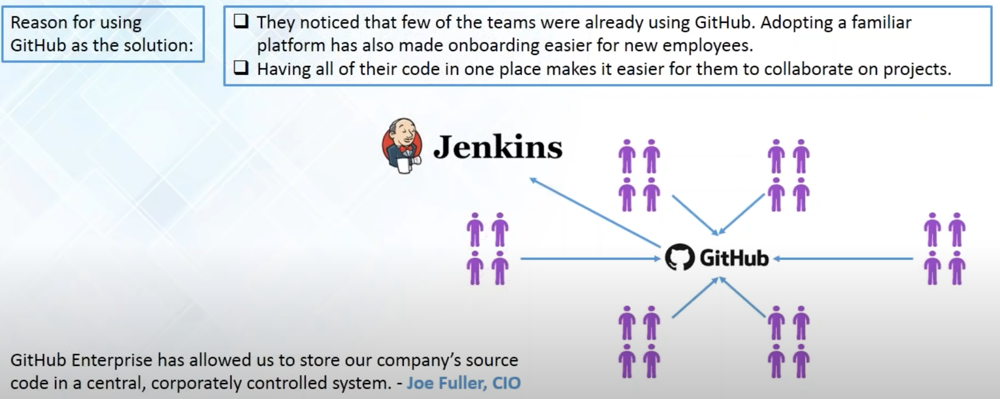 Reason for using
GitHub as the solution:
❑ They noticed that few of the teams were already using GitHub. Adopting a familiar
platform has also made onboarding easier for new employees.
❑ Having all of their code in one place makes it easier for them to collaborate on projects.
Jenkins
GitHub
GitHub Enterprise has allowed us to store our company’s source
code in a central, corporately controlled system. - Joe Fuller, CIO